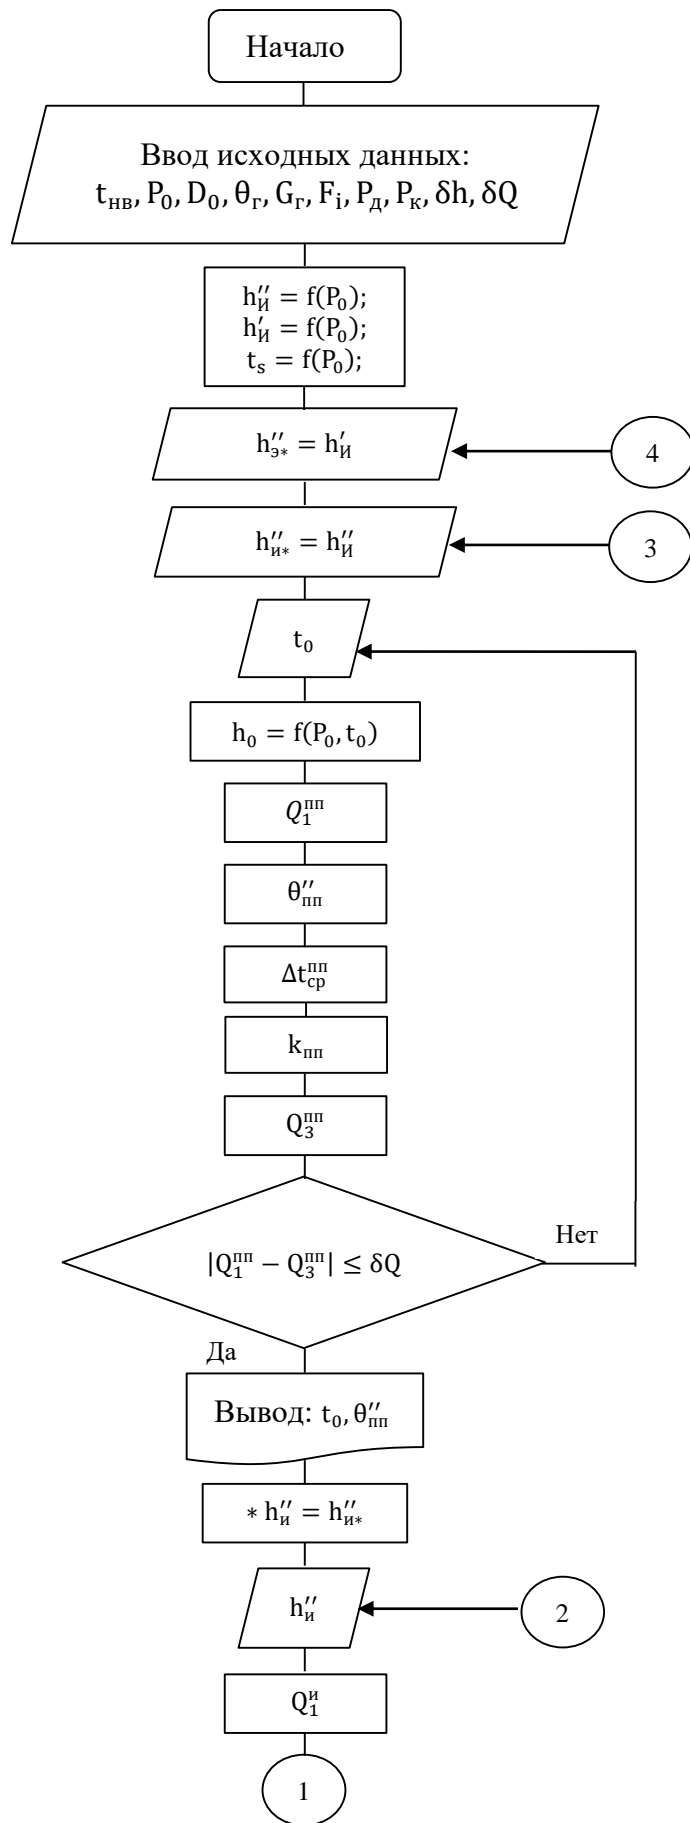 Начало
Ввод исходных данных:
t_нв, P_0, D_0, θ_г, G_г, F_i, P_д, P_к, δh, δQ
h''_И = f(P_0);
h'_И = f(P_0);
t_s = f(P_0);
h''_э* = h'_И
4
h''_и* = h''_И
3
t_0
h_0 = f(P_0, t_0)
Q_1^пп
θ''_пп
Δt_ср^пп
k_пп
Q_3^пп
|Q_1^пп − Q_3^пп| ≤ δQ
Нет
Да
Вывод: t_0, θ''_пп
* h''_и = h''_и*
h''_и
2
Q_1^и
1